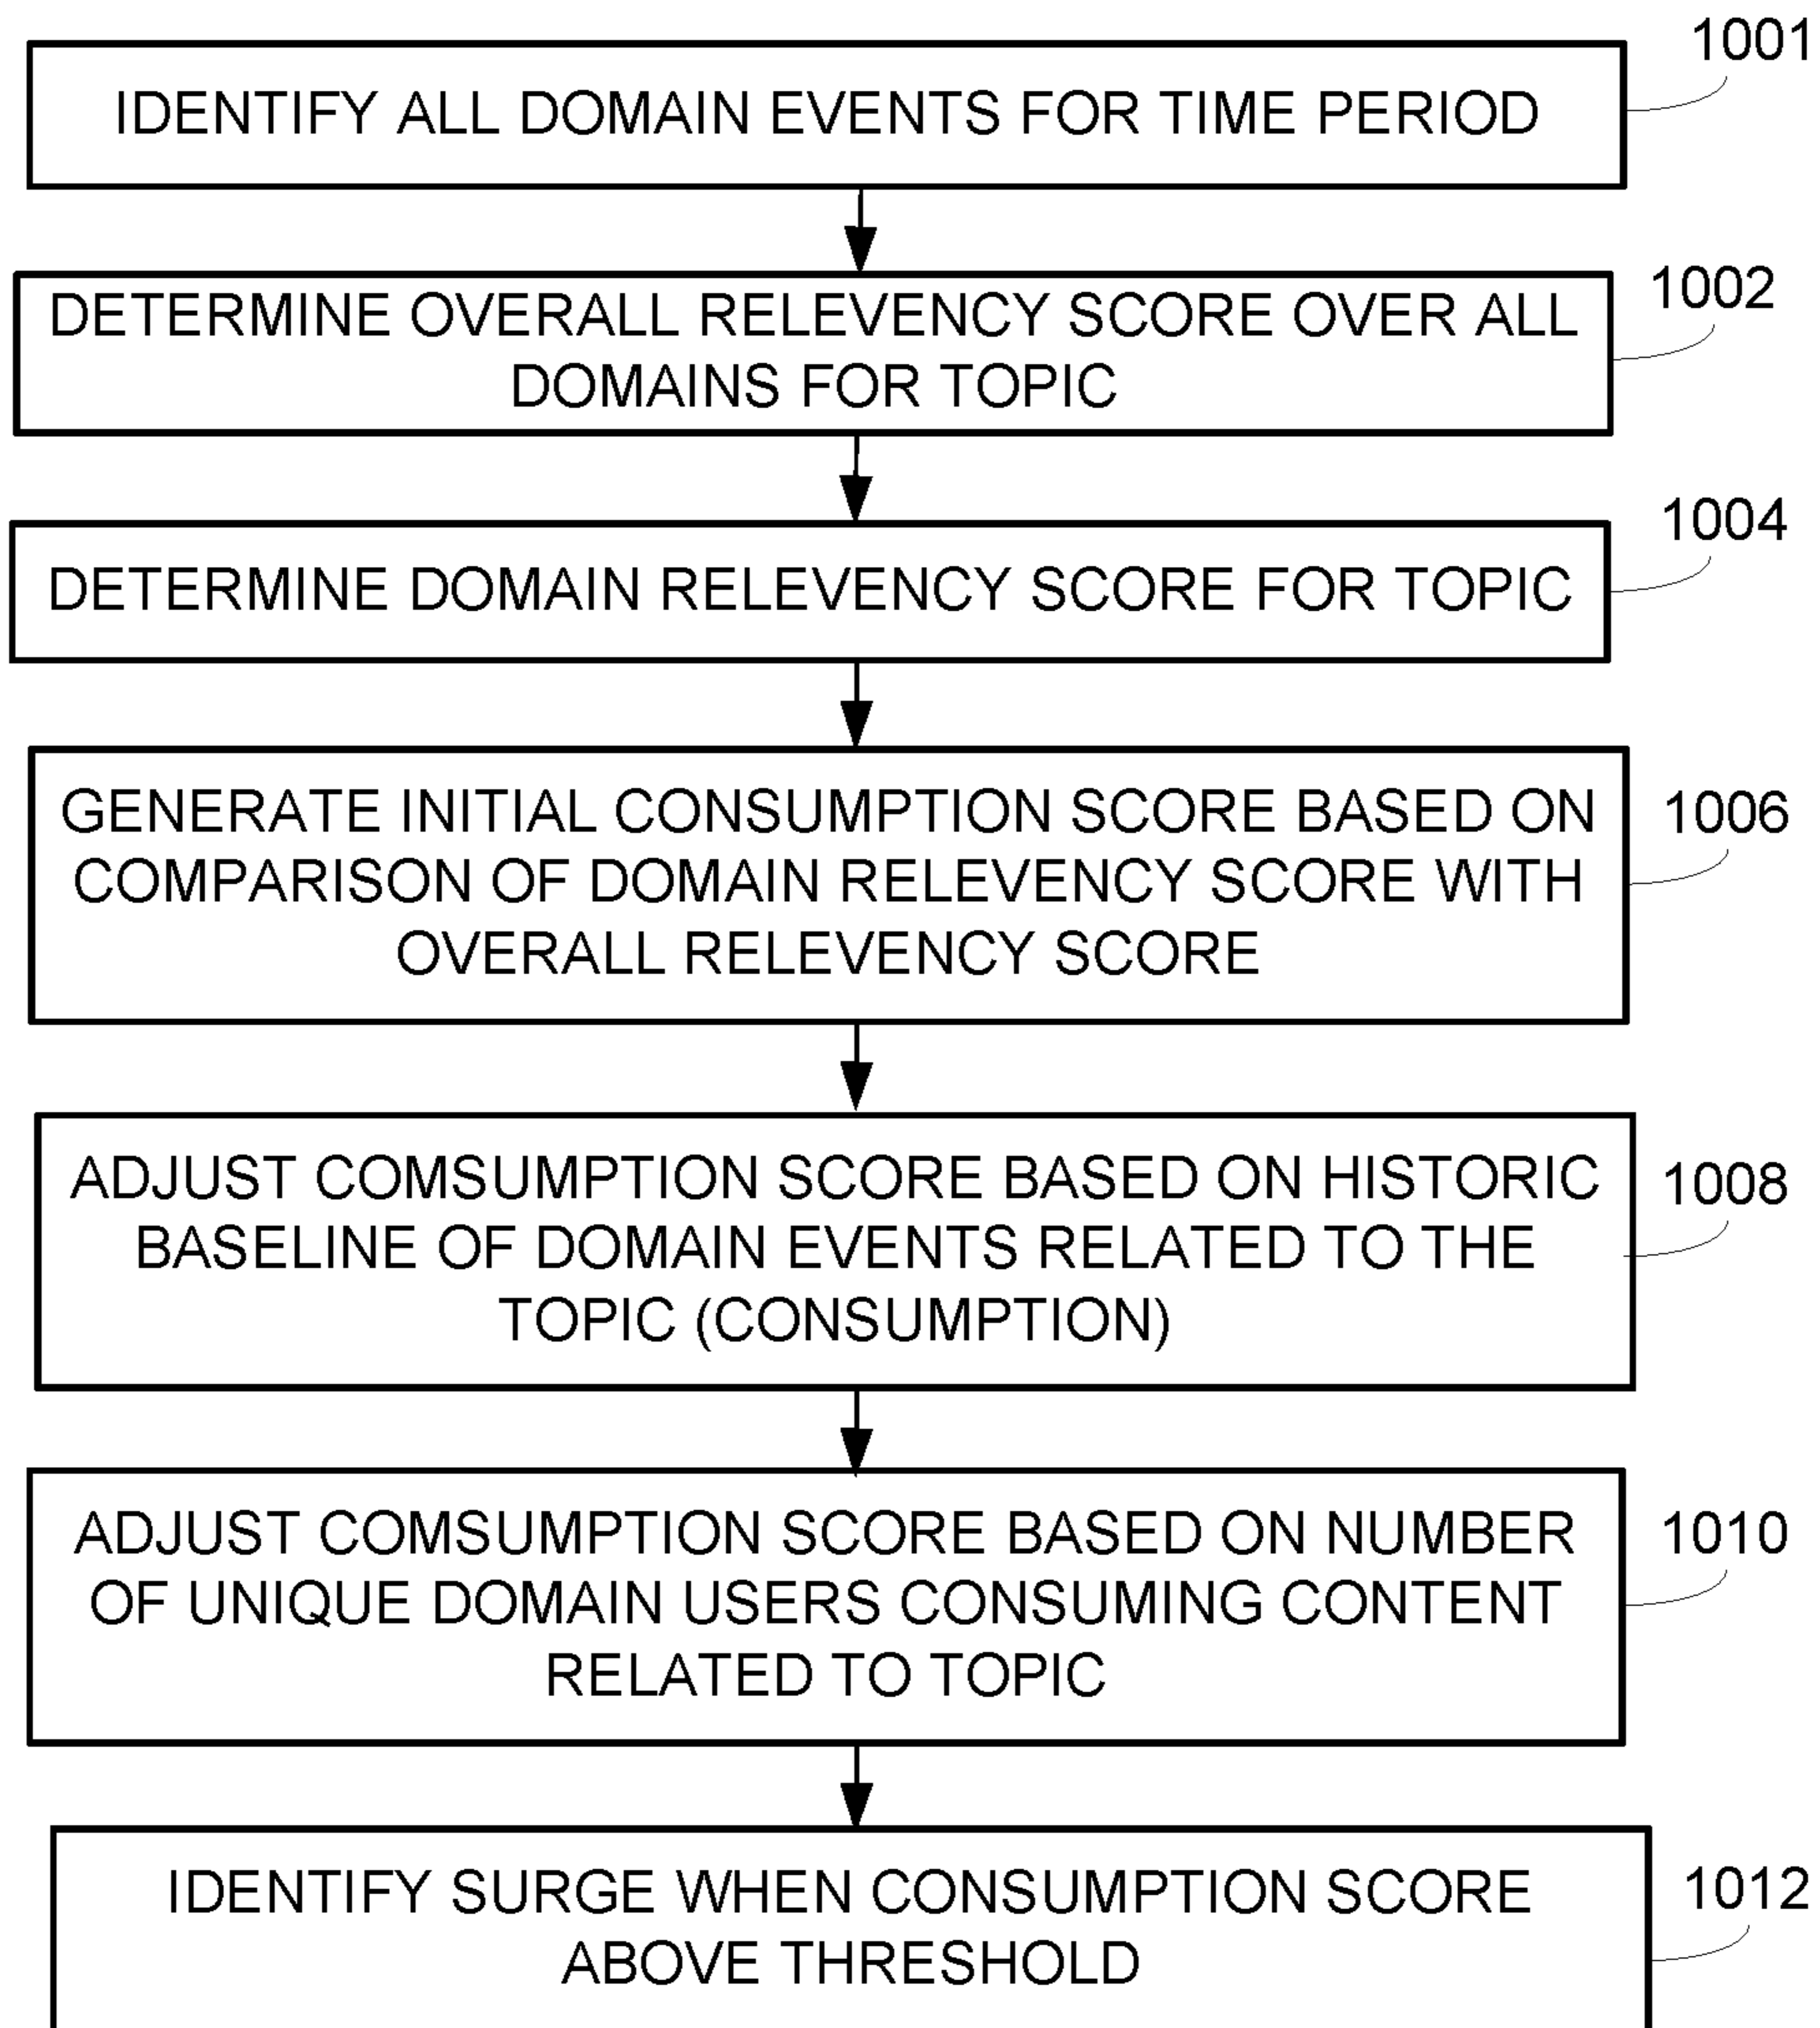 1001
IDENTIFY ALL DOMAIN EVENTS FOR TIME PERIOD
1002
DETERMINE OVERALL RELEVENCY SCORE OVER ALL
DOMAINS FOR TOPIC
1004
DETERMINE DOMAIN RELEVENCY SCORE FOR TOPIC
1006
GENERATE INITIAL CONSUMPTION SCORE BASED ON
COMPARISON OF DOMAIN RELEVENCY SCORE WITH
OVERALL RELEVENCY SCORE
1008
ADJUST COMSUMPTION SCORE BASED ON HISTORIC
BASELINE OF DOMAIN EVENTS RELATED TO THE
TOPIC (CONSUMPTION)
1010
ADJUST COMSUMPTION SCORE BASED ON NUMBER
OF UNIQUE DOMAIN USERS CONSUMING CONTENT
RELATED TO TOPIC
1012
IDENTIFY SURGE WHEN CONSUMPTION SCORE
ABOVE THRESHOLD